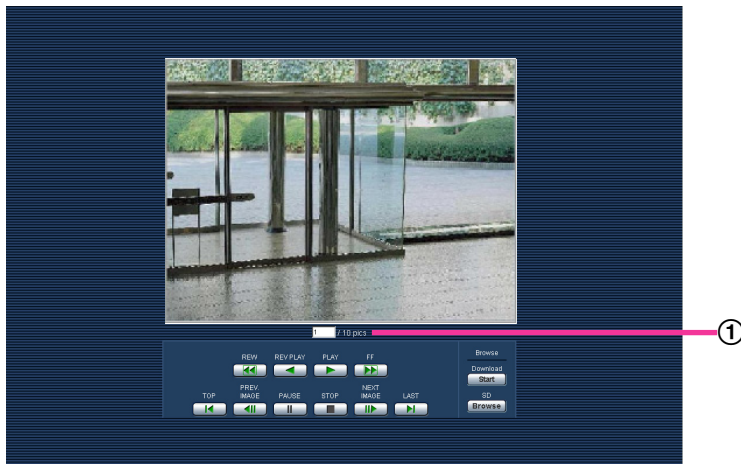 1 / 10 pics
①
REW REV PLAY PLAY FF
PREV. IMAGE
NEXT IMAGE
TOP PAUSE STOP LAST
Browse
Download
Start
SD
Browse